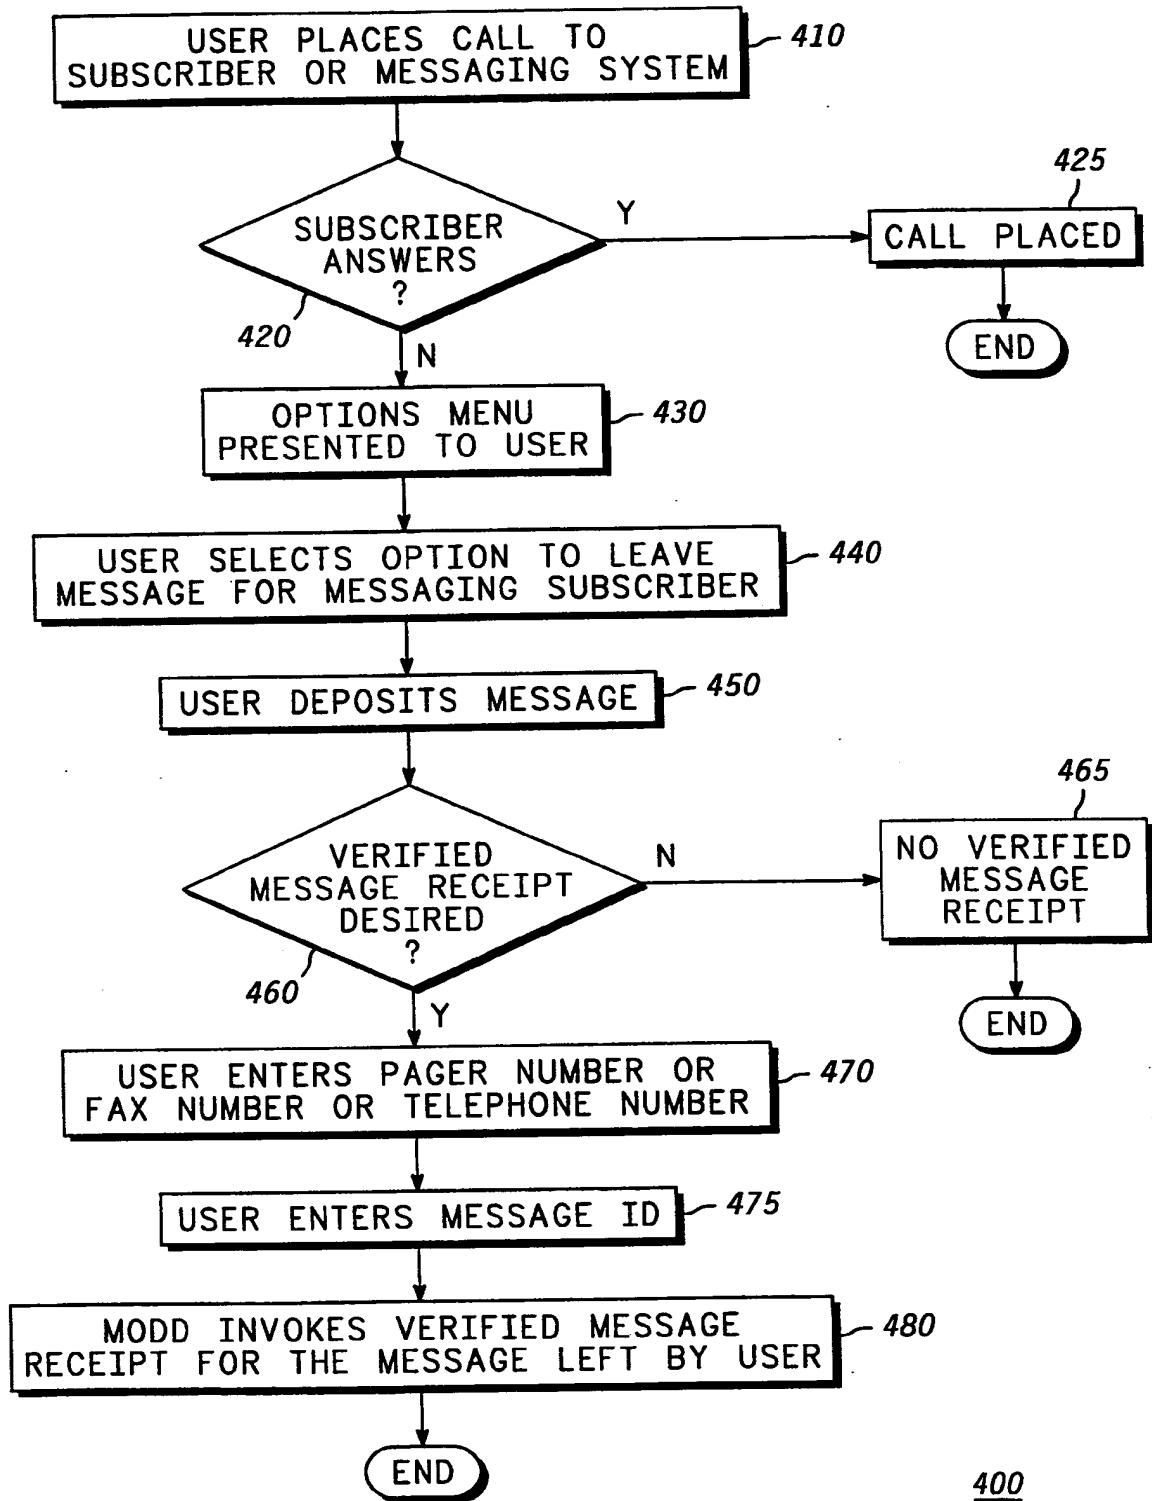 USER PLACES CALL TO
SUBSCRIBER OR MESSAGING SYSTEM
410
SUBSCRIBER
ANSWERS
?
420
Y
425
CALL PLACED
END
N
OPTIONS MENU
PRESENTED TO USER
430
USER SELECTS OPTION TO LEAVE
MESSAGE FOR MESSAGING SUBSCRIBER
440
USER DEPOSITS MESSAGE
450
VERIFIED
MESSAGE RECEIPT
DESIRED
?
460
N
465
NO VERIFIED
MESSAGE
RECEIPT
END
Y
USER ENTERS PAGER NUMBER OR
FAX NUMBER OR TELEPHONE NUMBER
470
USER ENTERS MESSAGE ID
475
MODD INVOKES VERIFIED MESSAGE
RECEIPT FOR THE MESSAGE LEFT BY USER
480
END
400